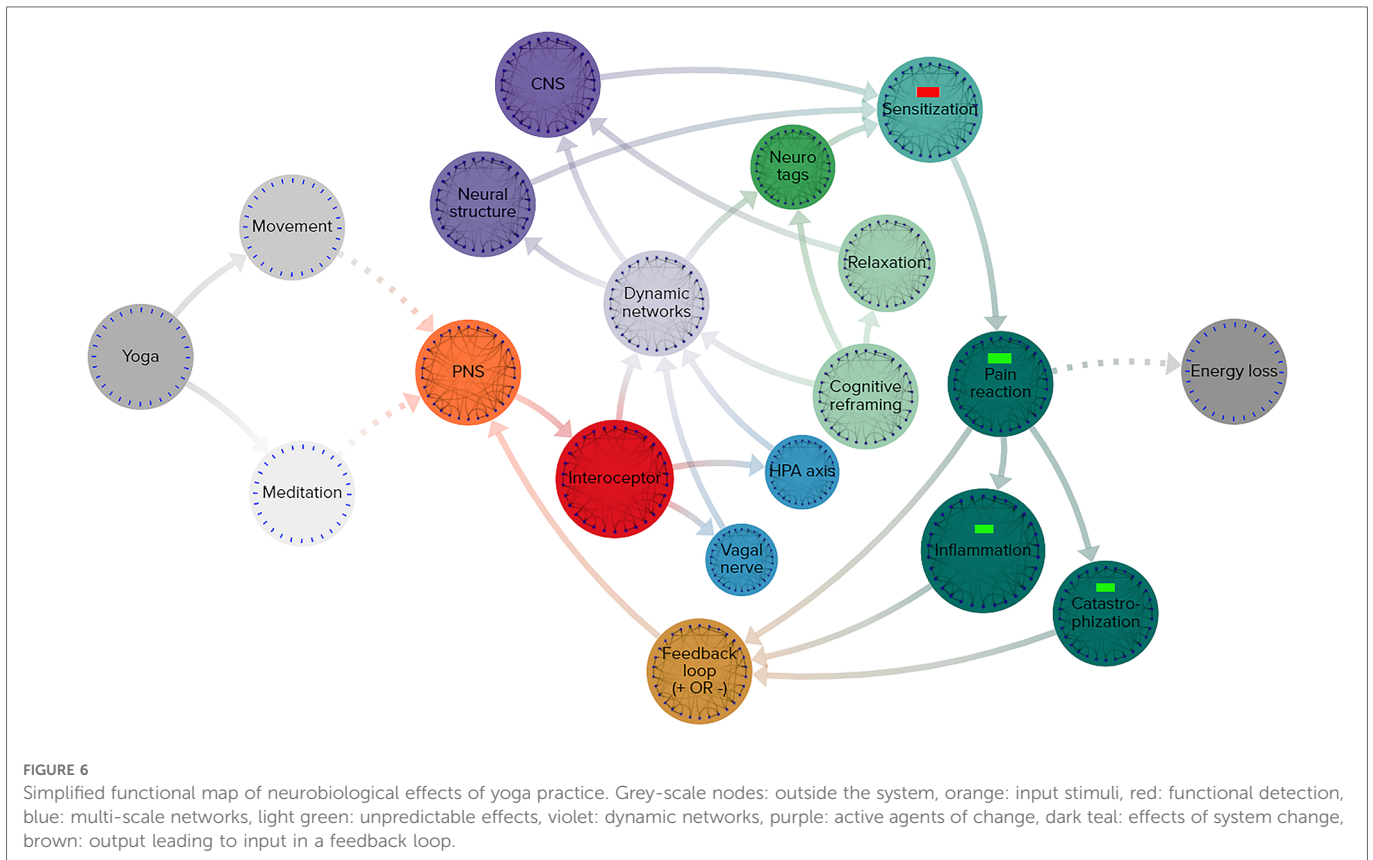 CNS
Sensitization
Neuro
tags
Neural
structure
Movement
Relaxation
Dynamic
networks
Yoga
PNS
Pain
reaction
Energy loss
Cognitive
reframing
Interoceptor
HPA axis
Meditation
Vagal
nerve
Inflammation
Catastro-
phization
Feedback
loop
(+ OR -)
FIGURE 6
Simplified functional map of neurobiological effects of yoga practice. Grey-scale nodes: outside the system, orange: input stimuli, red: functional detection,
blue: multi-scale networks, light green: unpredictable effects, violet: dynamic networks, purple: active agents of change, dark teal: effects of system change,
brown: output leading to input in a feedback loop.